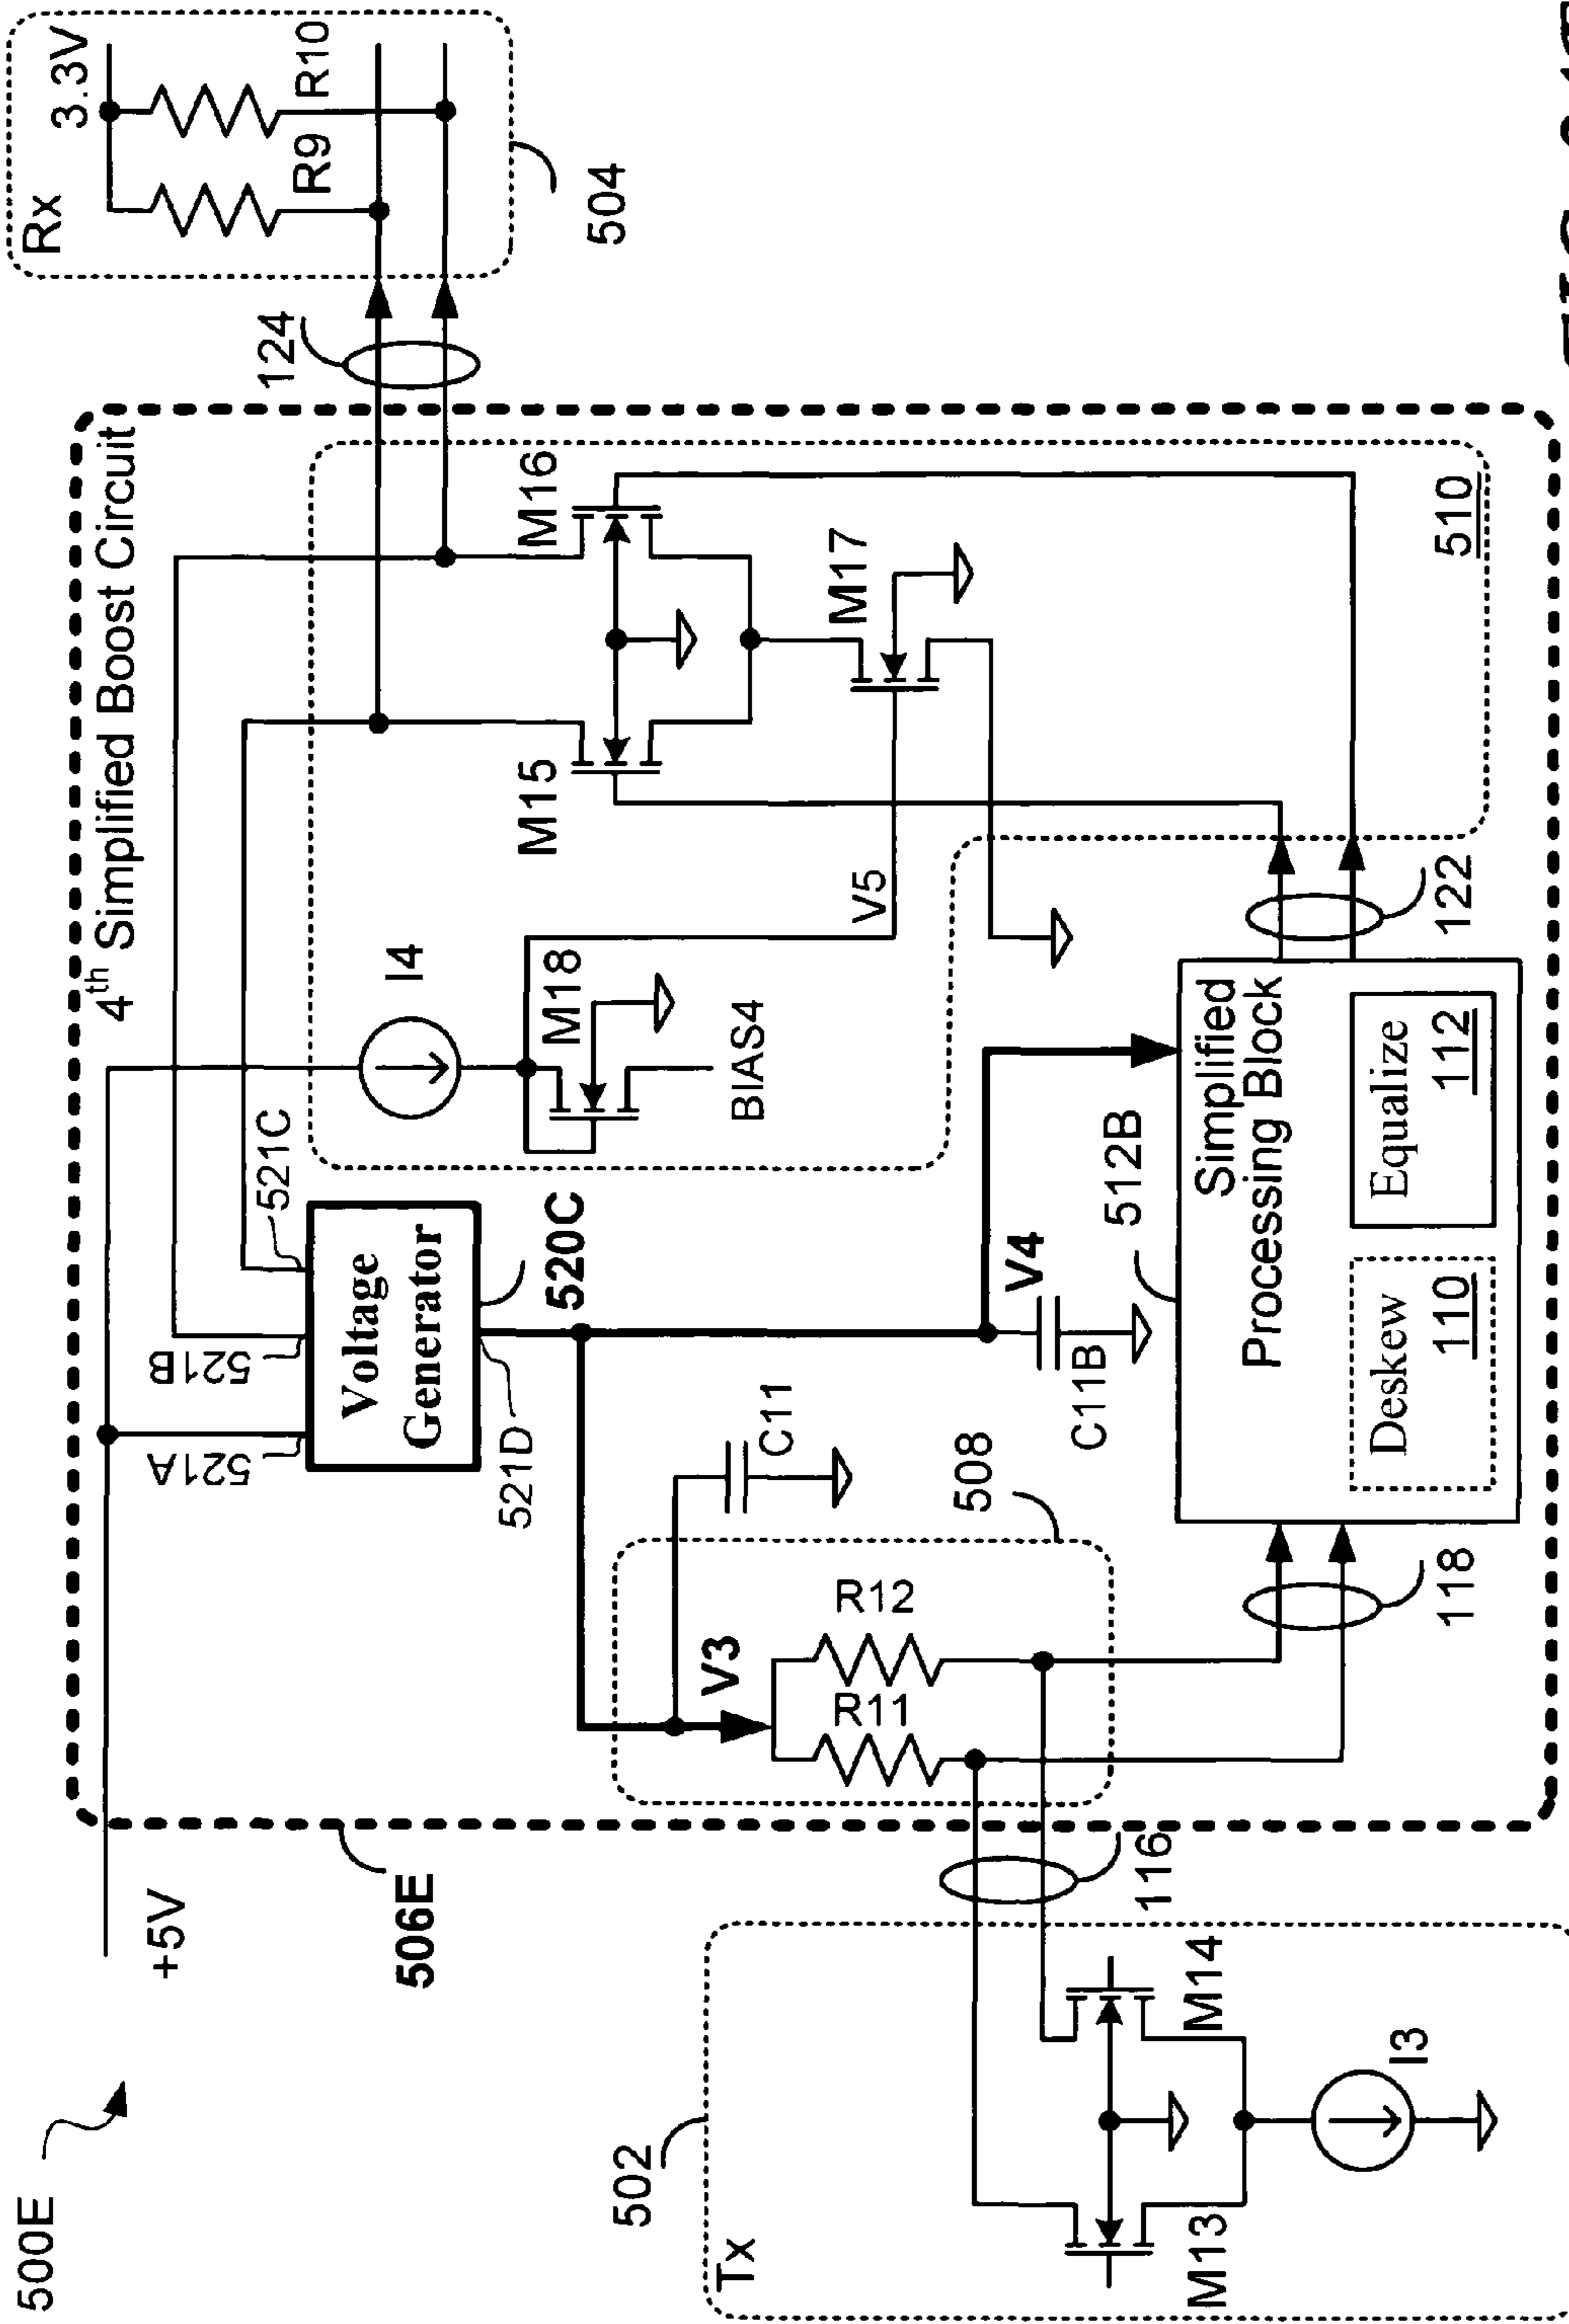 500E
+5V
506E
4th Simplified Boost Circuit
Rx
3.3V
R9
R10
504
124
521A
521B
521C
Voltage
Generator
521D
520C
I4
M18
BIAS4
V5
M15
M16
M17
510
C11
V3
R11
R12
508
V4
C11B
512B
Simplified
Processing Block
Deskew
110
Equalize
112
122
118
116
502
Tx
M13
M14
I3